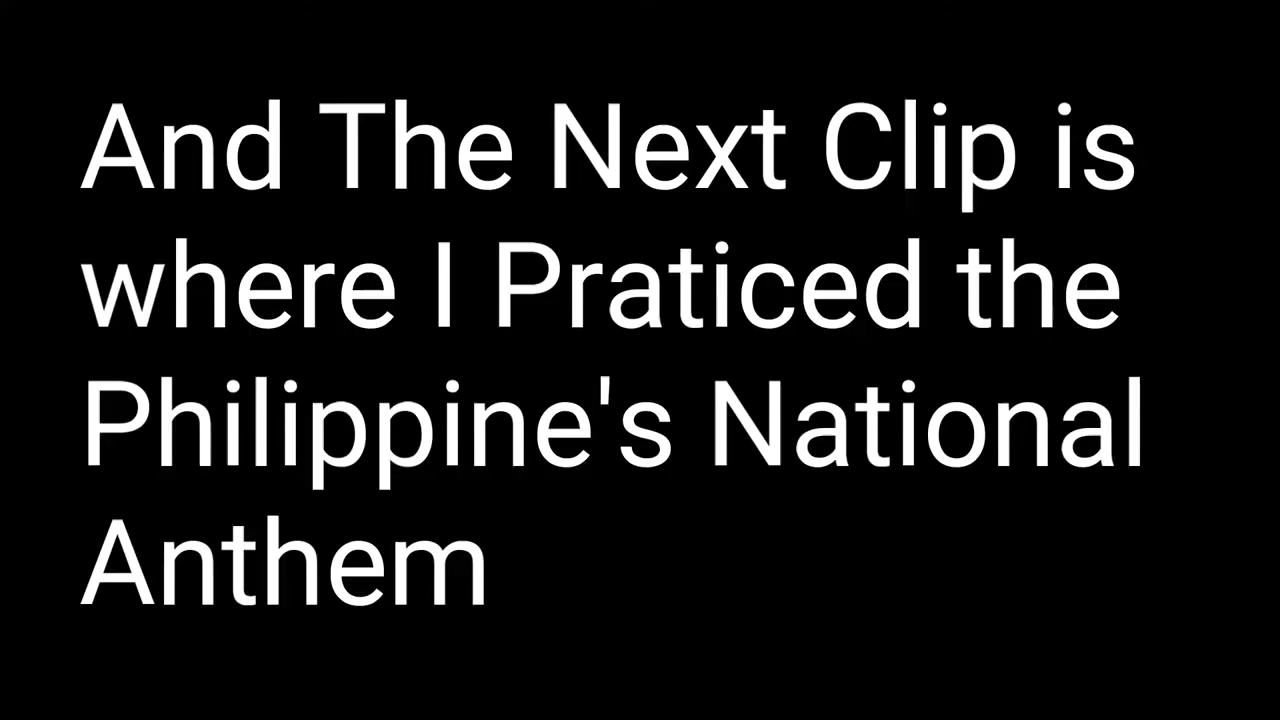 And The Next Clip is
where I Praticed the
Philippine's National
Anthem